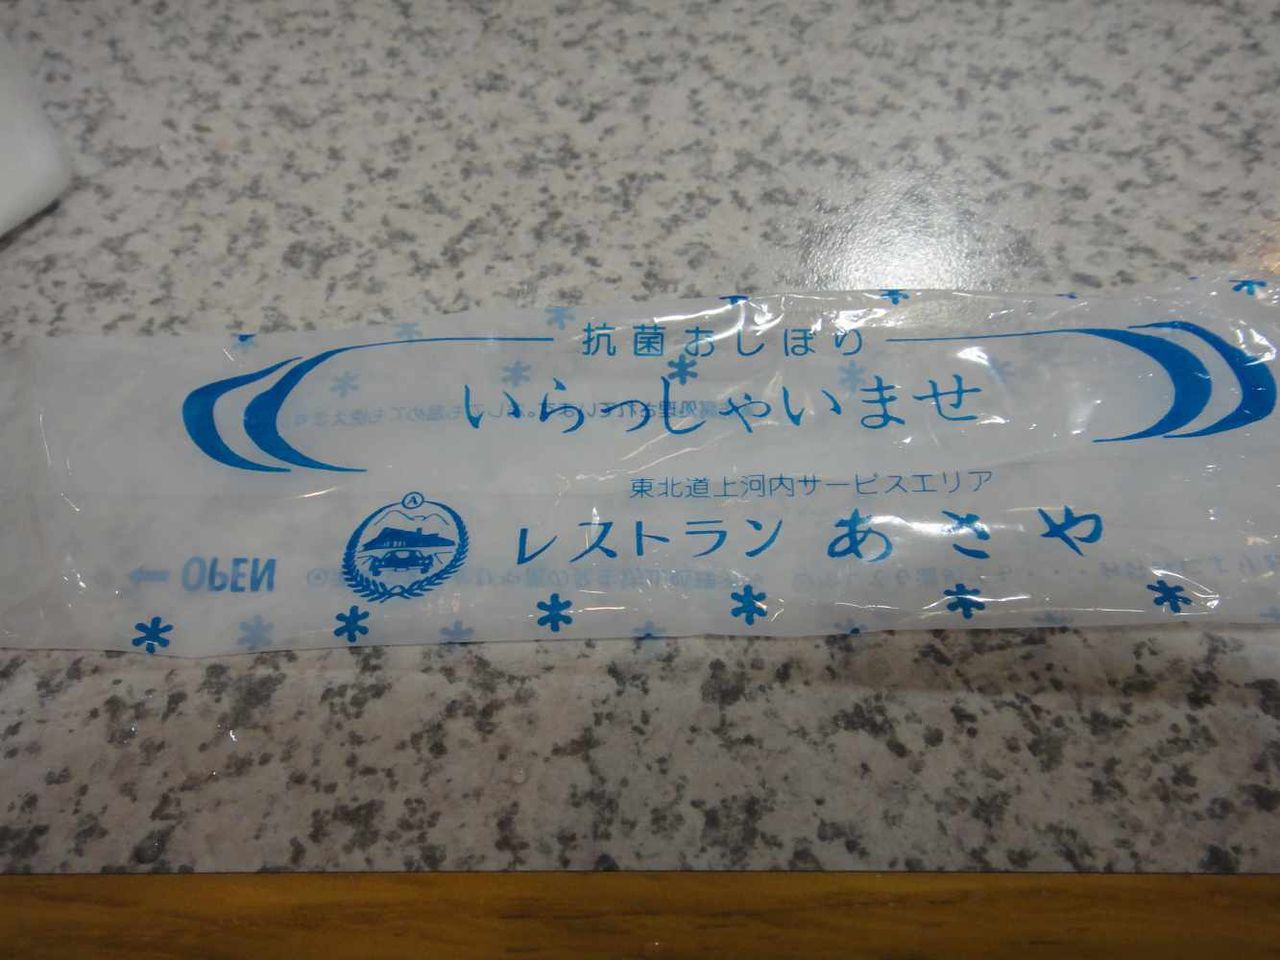 抗菌おしぼり
いらっしゃいませ
東北道上河内サービスエリア
レストラン あさや
A
← OPEN